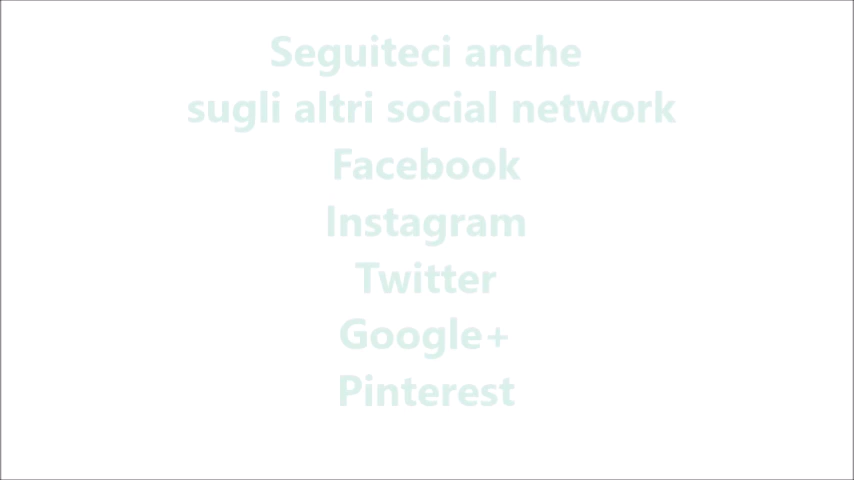 Seguiteci anche
sugli altri social network
Facebook
Instagram
Twitter
Google+
Pinterest